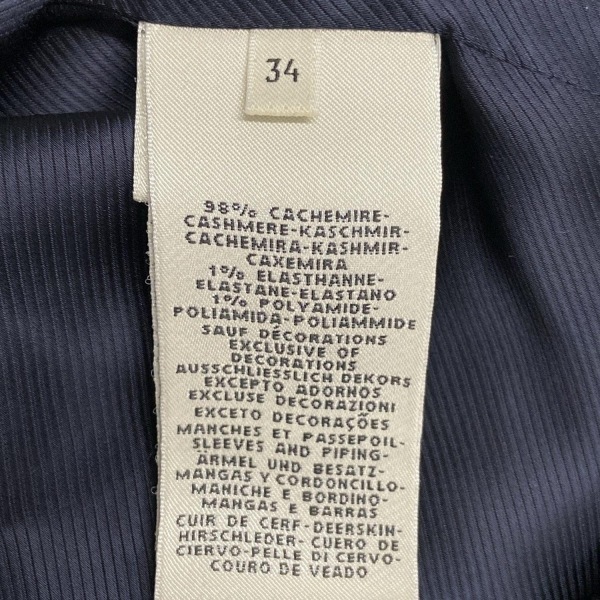 34
98% CACHEMIRE-
CASHMERE-KASCHMIR-
CACHEMIRA-KASHMIR-
CAXEMIRA
1% ELASTHANNE-
ELASTANE-ELASTANO
1% POLYAMIDE-
POLIAMIDA-POLIAMMIDE
SAUF DÉCORATIONS
EXCLUSIVE OF
DECORATIONS
AUSSCHLIESSLICH DEKORS
EXCEPTO ADORNOS
EXCLUSE DECORAZIONI
EXCETO DECORAÇÕES
MANCHES ET PASSEPOIL-
SLEEVES AND PIPING-
ÄRMEL UND BESATZ-
MANGAS Y CORDONCILLO-
MANICHE E BORDINO-
MANGAS E BARRAS
CUIR DE CERF-DEERSKIN-
HIRSCHLEDER- CUERO DE
CIERVO-PELLE DI CERVO-
COURO DE VEADO